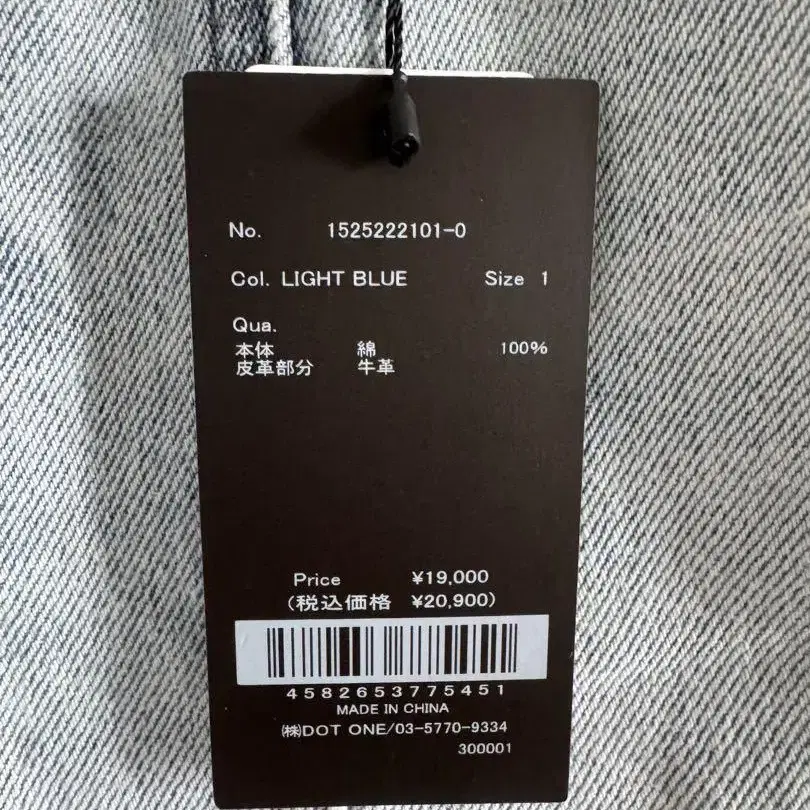 No. 1525222101-0
Col. LIGHT BLUE Size 1
Qua.
本体 綿 100%
皮革部分 牛革
Price ¥19,000
(税込価格 ¥20,900)
4582653775451
MADE IN CHINA
㈱DOT ONE/03-5770-9334
300001